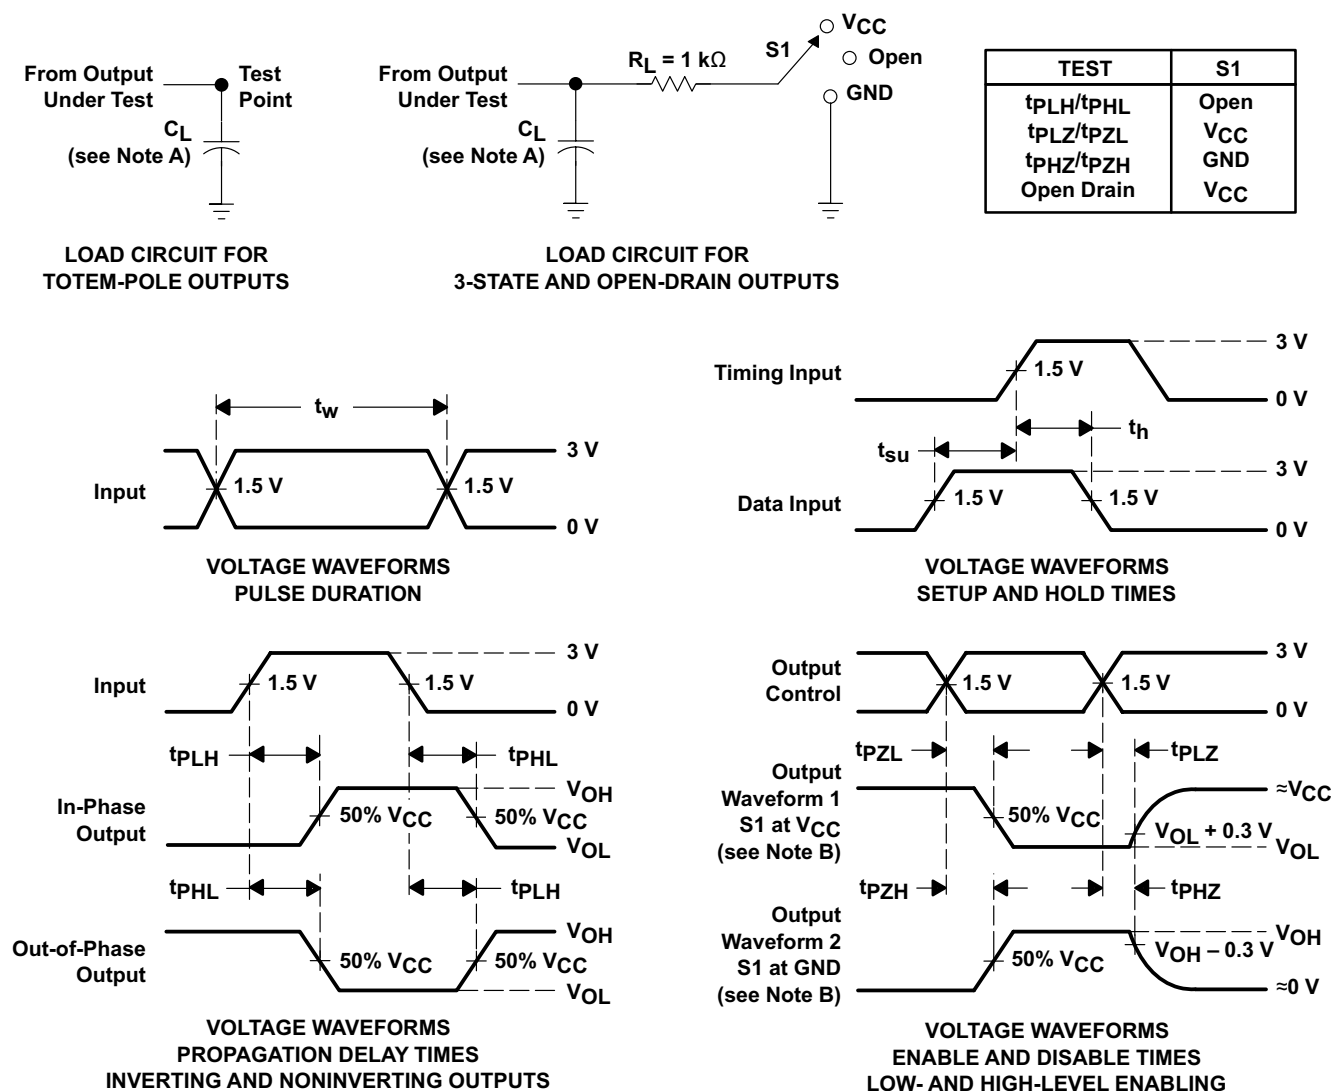 From Output
Under Test
Test
Point
CL
(see Note A)
LOAD CIRCUIT FOR
TOTEM-POLE OUTPUTS
From Output
Under Test
RL = 1 kΩ
S1
VCC
Open
GND
CL
(see Note A)
LOAD CIRCUIT FOR
3-STATE AND OPEN-DRAIN OUTPUTS
TEST S1
tPLH/tPHL Open
tPLZ/tPZL VCC
tPHZ/tPZH GND
Open Drain VCC
tw
Input
1.5 V
1.5 V
3 V
0 V
VOLTAGE WAVEFORMS
PULSE DURATION
Timing Input
1.5 V
3 V
0 V
th
tsu
Data Input
1.5 V
1.5 V
3 V
0 V
VOLTAGE WAVEFORMS
SETUP AND HOLD TIMES
Input
1.5 V
1.5 V
3 V
0 V
tPLH
tPHL
In-Phase
Output
50% VCC
50% VCC
VOH
VOL
tPHL
tPLH
Out-of-Phase
Output
50% VCC
50% VCC
VOH
VOL
VOLTAGE WAVEFORMS
PROPAGATION DELAY TIMES
INVERTING AND NONINVERTING OUTPUTS
Output
Control
1.5 V
1.5 V
3 V
0 V
tPZL
tPLZ
Output
Waveform 1
S1 at VCC
(see Note B)
50% VCC
≈VCC
VOL + 0.3 V
VOL
tPZH
tPHZ
Output
Waveform 2
S1 at GND
(see Note B)
50% VCC
VOH
VOH – 0.3 V
≈0 V
VOLTAGE WAVEFORMS
ENABLE AND DISABLE TIMES
LOW- AND HIGH-LEVEL ENABLING